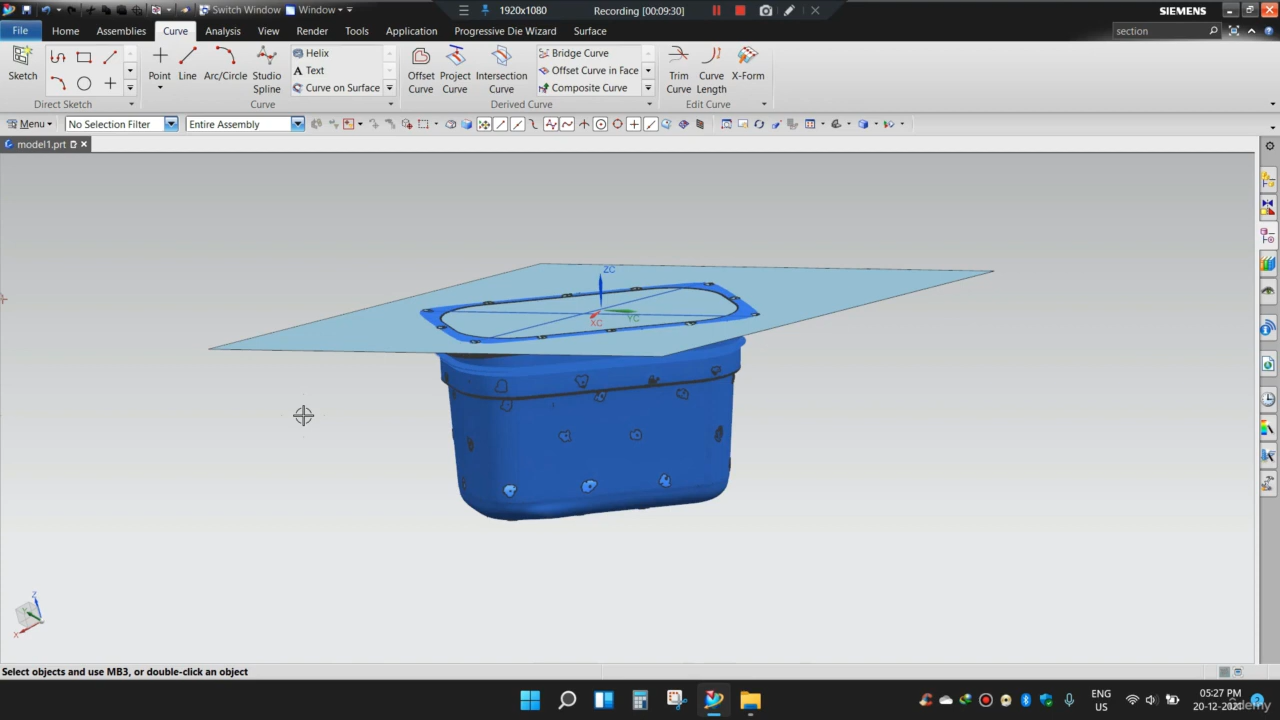 Switch Window
Window
1920x1080
Recording [00:09:30]
SIEMENS
File
Home
Assemblies
Curve
Analysis
View
Render
Tools
Application
Progressive Die Wizard
Surface
section
Sketch
Direct Sketch
Point
Line
Arc/Circle
Studio
Spline
Helix
Text
Curve on Surface
Curve
Offset
Curve
Project
Curve
Intersection
Curve
Bridge Curve
Offset Curve in Face
Composite Curve
Derived Curve
Trim
Curve
Curve
Length
X-Form
Edit Curve
Menu
No Selection Filter
Entire Assembly
model1.prt
ZC
XC
YC
Z
X
Select objects and use MB3, or double-click an object
ENG
US
05:27 PM
20-12-2021
Udemy